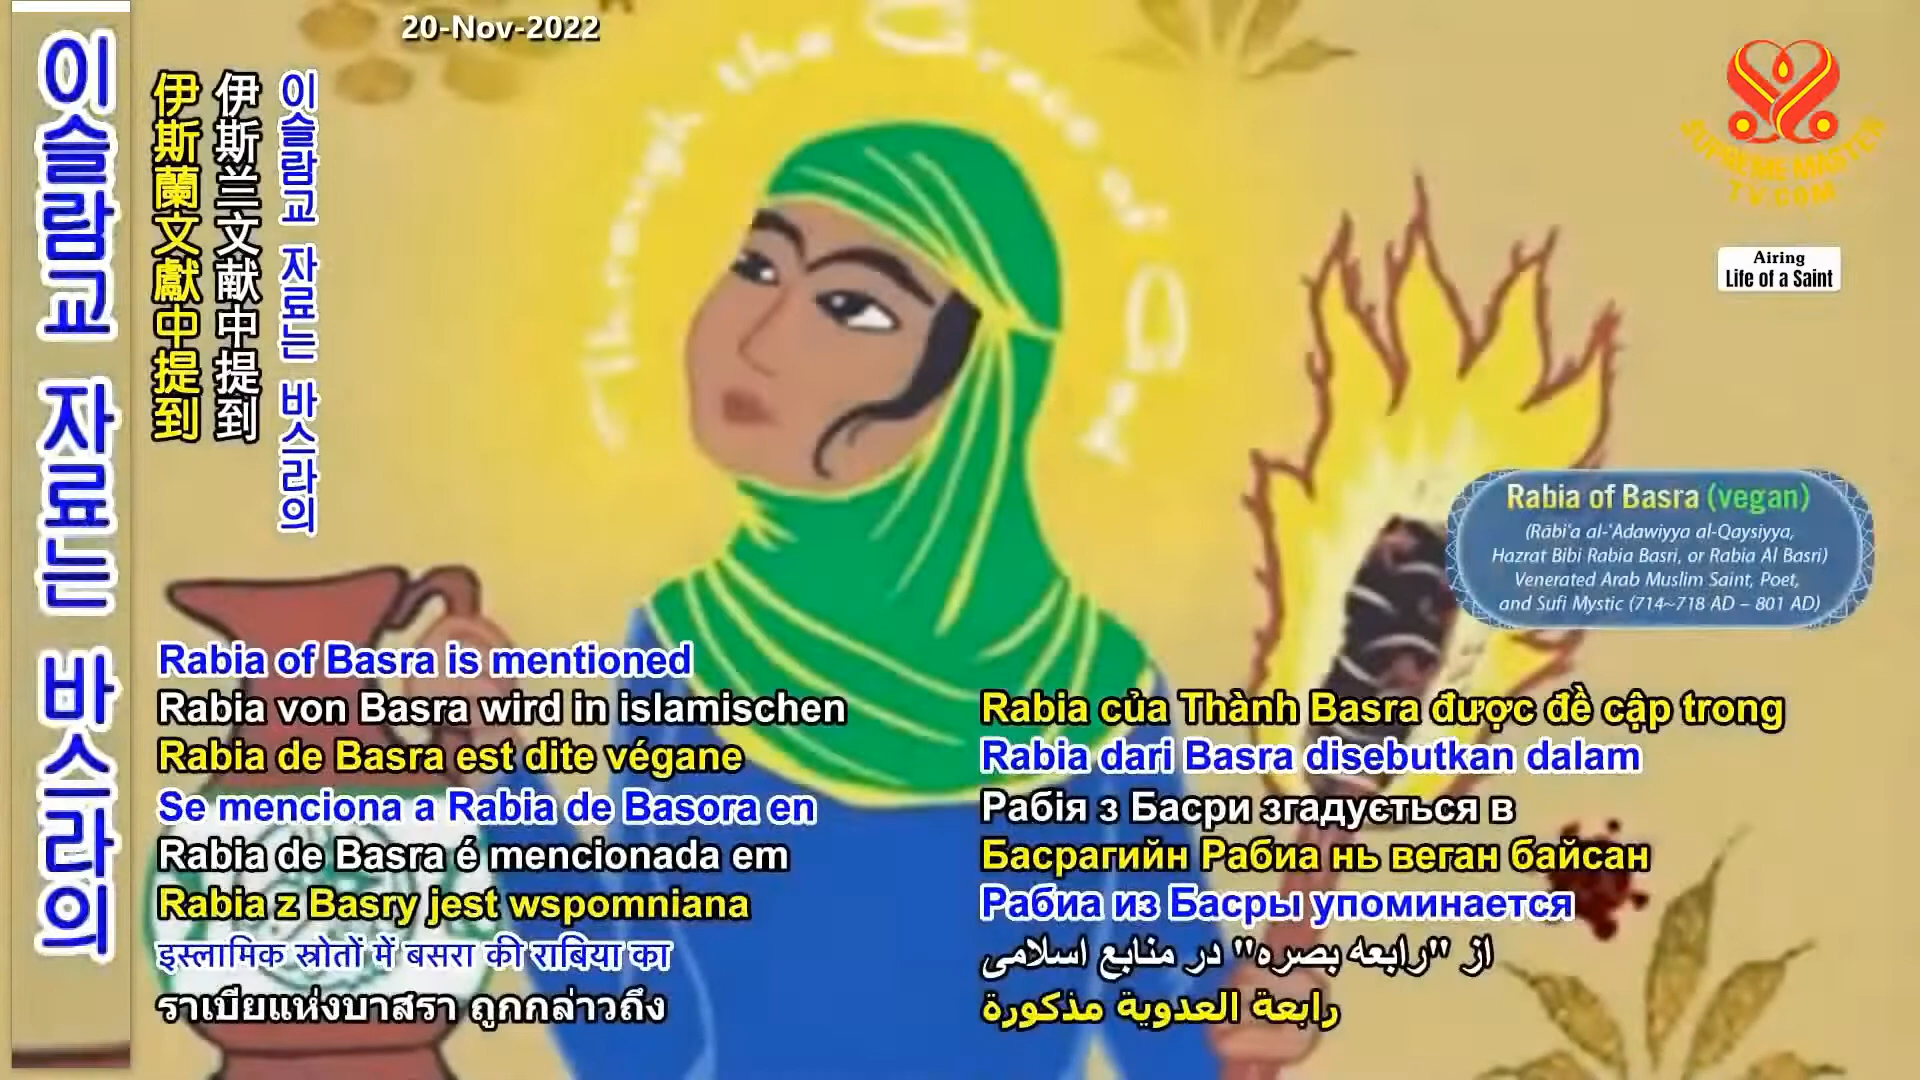 20-Nov-2022
이슬람교 자료는 바스라의
伊斯蘭文獻中提到
伊斯兰文献中提到
이슬람교 자료는 바스라의
Through the Grace of God
SUPREME MASTER
TV.COM
Airing
Life of a Saint
Rabia of Basra (vegan)
(Rābi'a al-'Adawiyya al-Qaysiyya,
Hazrat Bibi Rabia Basri, or Rabia Al Basri)
Venerated Arab Muslim Saint, Poet,
and Sufi Mystic (714~718 AD – 801 AD)
Rabia of Basra is mentioned
Rabia von Basra wird in islamischen
Rabia de Basra est dite végane
Se menciona a Rabia de Basora en
Rabia de Basra é mencionada em
Rabia z Basry jest wspomniana
इस्लामिक स्रोतों में बसरा की राबिया का
ราเบียแห่งบาสรา ถูกกล่าวถึง
Rabia của Thành Basra được đề cập trong
Rabia dari Basra disebutkan dalam
Рабія з Басри згадується в
Басрагийн Рабиа нь веган байсан
Рабиа из Басры упоминается
از "رابعه بصره" در منابع اسلامی
رابعة العدوية مذكورة